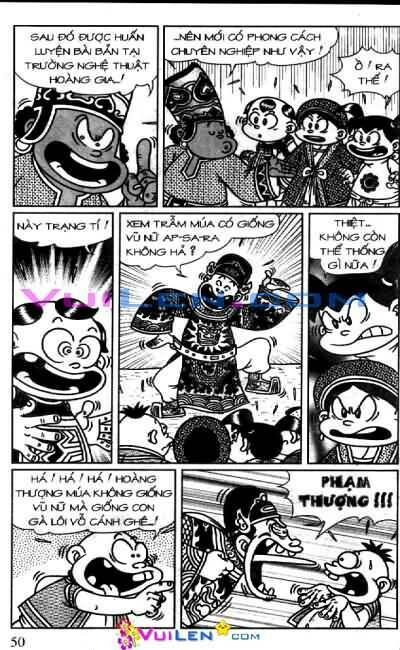 SAU ĐÓ ĐƯỢC HUẤN
LUYỆN BÀI BẢN TẠI
TRƯỜNG NGHỆ THUẬT
HOÀNG GIA..!
..NÊN MỚI CÓ PHONG CÁCH
CHUYÊN NGHIỆP NHƯ VẬY !
Ồ ! RA
THẾ !
NÀY TRẠNG TÍ !
XEM TRẪM MÚA CÓ GIỐNG
VŨ NỮ AP-SA-RA
KHÔNG HẢ ?
THIỆT...
KHÔNG CÒN
THỂ THỐNG
GÌ NỮA !
VUILEN.COM
HÁ ! HÁ ! HÁ ! HOÀNG
THƯỢNG MÚA KHÔNG GIỐNG
VŨ NỮ MÀ GIỐNG CON
GÀ LÔI VỖ CÁNH GHÊ..!
PHẠM
THƯỢNG !!!
50
VUILEN.COM